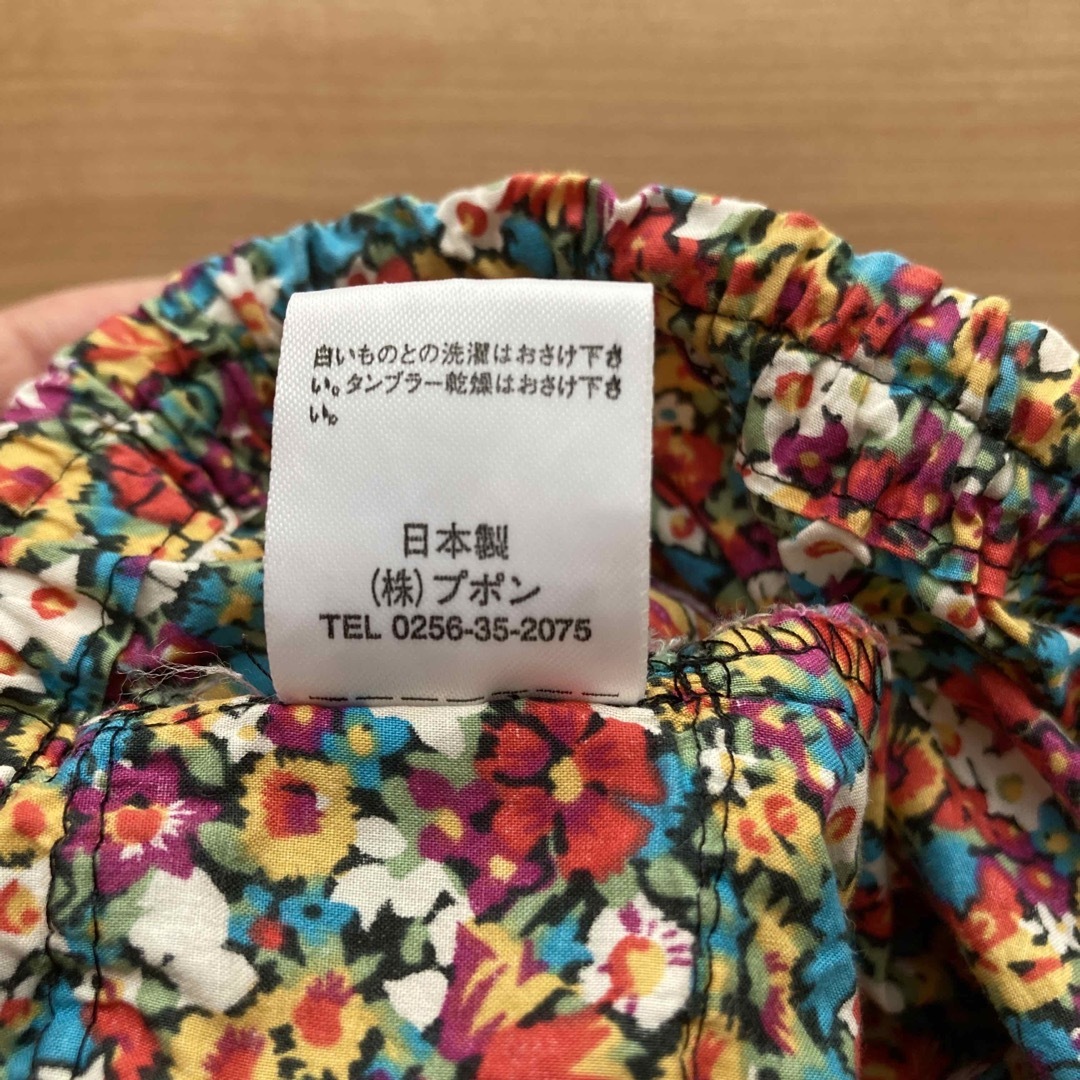 白いものとの洗濯はおさけ下さ
い。タンブラー乾燥はおさけ下さ
い。
日本製
(株)プポン
TEL 0256-35-2075